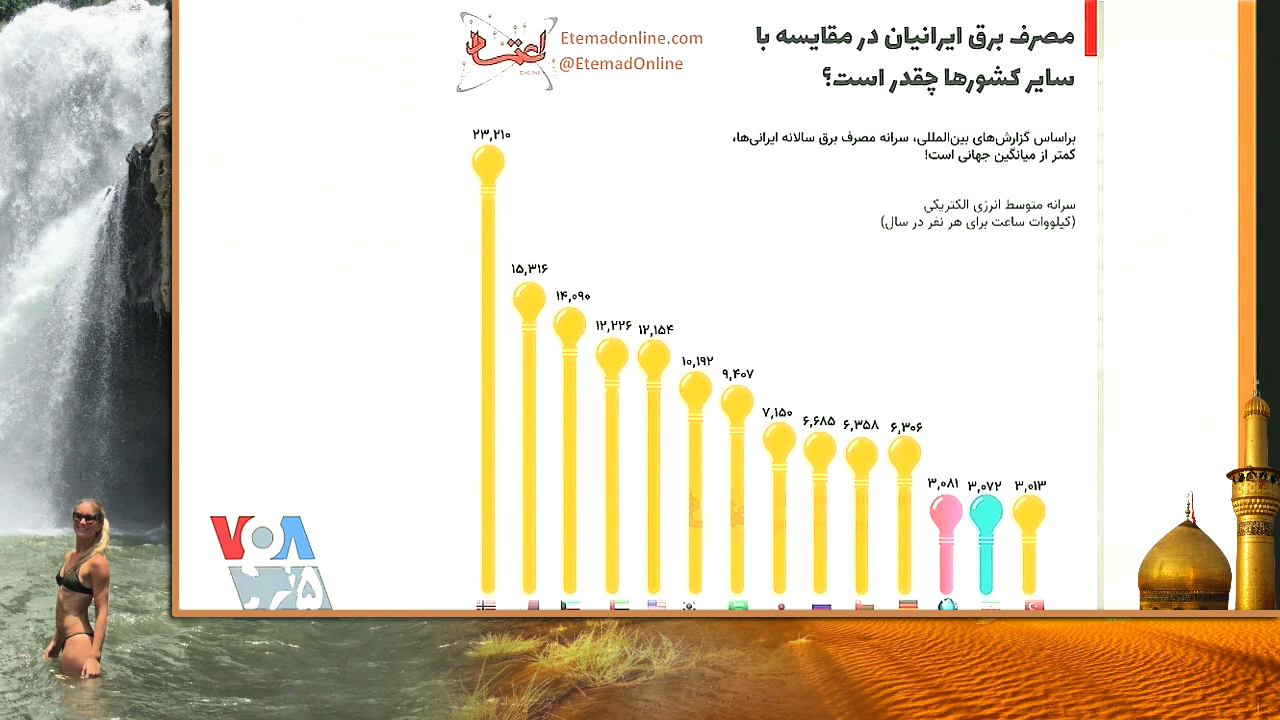 مصرف برق ایرانیان در مقایسه با
سایر کشورها چقدر است؟
Etemadonline.com
@EtemadOnline
اعتماد
براساس گزارش‌های بین‌المللی، سرانه مصرف برق سالانه ایرانی‌ها،
کمتر از میانگین جهانی است!
سرانه متوسط انرژی الکتریکی
(کیلووات ساعت برای هر نفر در سال)
۲۳,۲۱۰
۱۵,۳۱۶
۱۴,۰۹۰
۱۲,۲۲۶
۱۲,۱۵۴
۱۰,۱۹۲
۹,۴۰۷
۷,۱۵۰
۶,۶۸۵
۶,۳۵۸
۶,۳۰۶
۳,۰۸۱
۳,۰۷۲
۳,۰۱۳
VOA